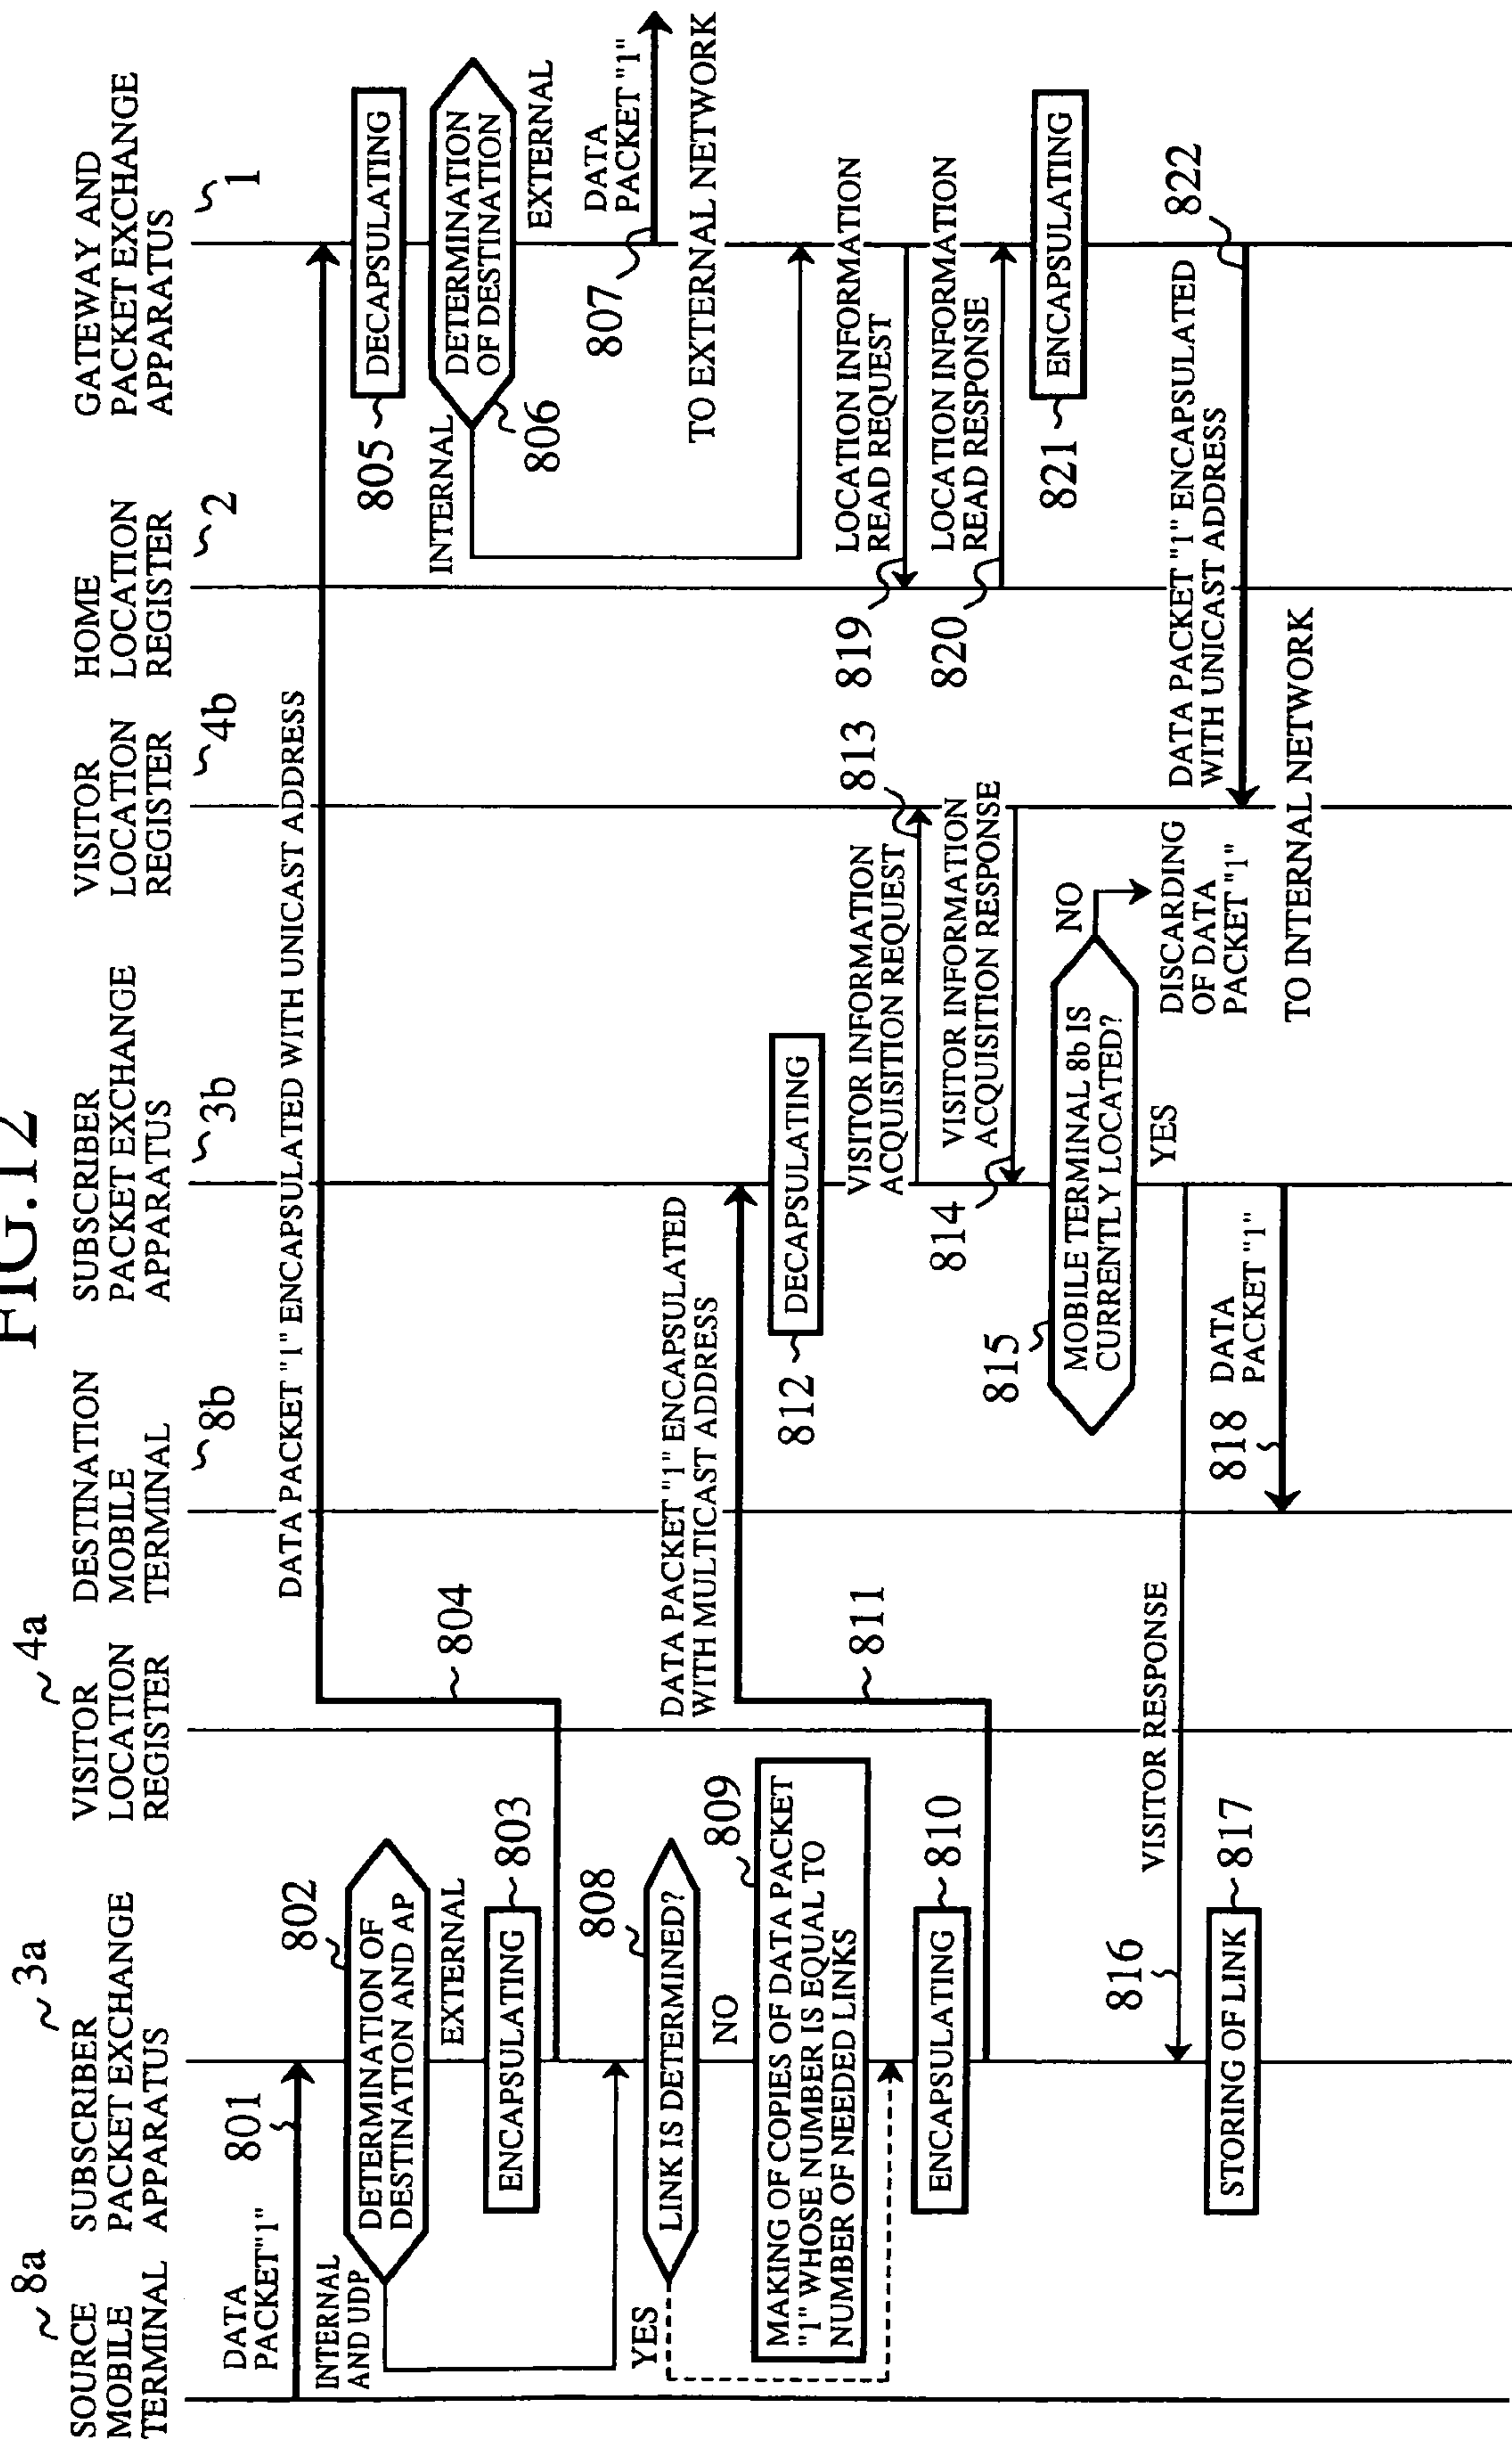 FIG.12
8a
SOURCE
MOBILE
TERMINAL
3a
SUBSCRIBER
PACKET EXCHANGE
APPARATUS
4a
VISITOR
LOCATION
REGISTER
DESTINATION
MOBILE
TERMINAL
8b
SUBSCRIBER
PACKET EXCHANGE
APPARATUS
3b
VISITOR
LOCATION
REGISTER
4b
HOME
LOCATION
REGISTER
2
GATEWAY AND
PACKET EXCHANGE
APPARATUS
1
DATA
PACKET"1"
801
802
DETERMINATION OF
DESTINATION AND AP
INTERNAL
AND UDP
EXTERNAL
ENCAPSULATING
803
804
DATA PACKET "1" ENCAPSULATED WITH UNICAST ADDRESS
DECAPSULATING
805
DETERMINATION
OF DESTINATION
806
INTERNAL
EXTERNAL
DATA
PACKET "1"
807
TO EXTERNAL NETWORK
808
LINK IS DETERMINED?
YES
NO
809
MAKING OF COPIES OF DATA PACKET
"1" WHOSE NUMBER IS EQUAL TO
NUMBER OF NEEDED LINKS
ENCAPSULATING
810
811
DATA PACKET "1" ENCAPSULATED
WITH MULTICAST ADDRESS
DECAPSULATING
812
VISITOR INFORMATION
ACQUISITION REQUEST
813
VISITOR INFORMATION
ACQUISITION RESPONSE
814
815
MOBILE TERMINAL 8b IS
CURRENTLY LOCATED?
NO
DISCARDING
OF DATA
PACKET "1"
YES
VISITOR RESPONSE
816
STORING OF LINK
817
818
DATA
PACKET "1"
LOCATION INFORMATION
READ REQUEST
819
LOCATION INFORMATION
READ RESPONSE
820
ENCAPSULATING
821
DATA PACKET "1" ENCAPSULATED
WITH UNICAST ADDRESS
822
TO INTERNAL NETWORK